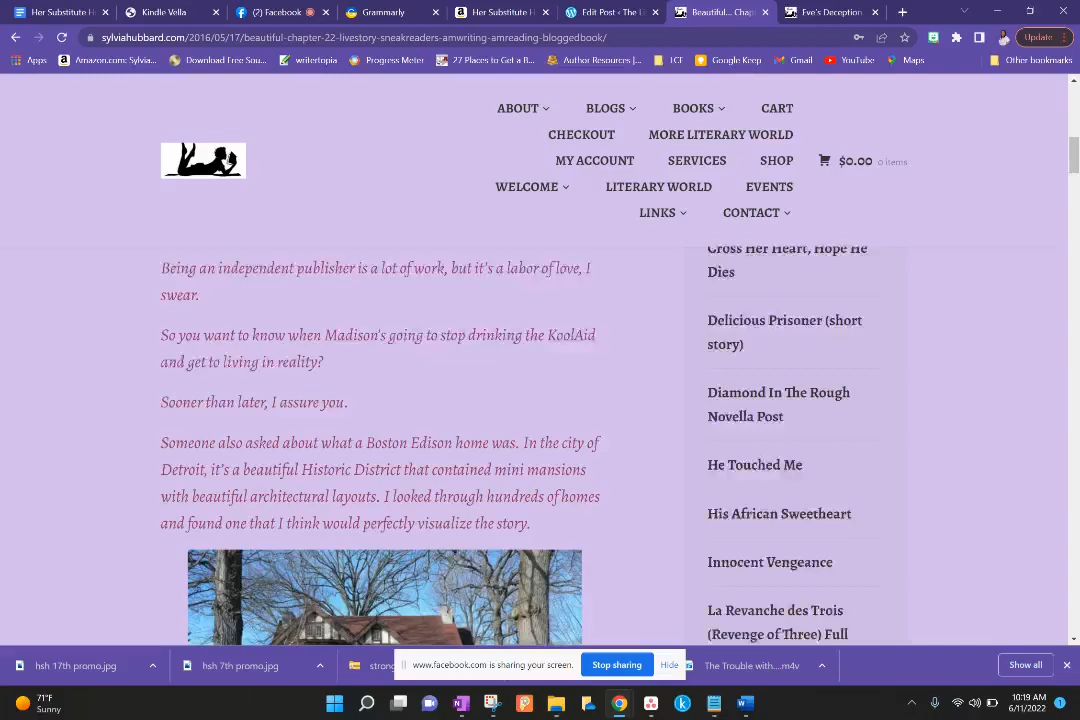 Her Substitute H
Kindle Vella
(2) Facebook
Grammarly
Her Substitute H
Edit Post ‹ The L
Beautiful... Chap
Eve's Deception
sylviahubbard.com/2016/05/17/beautiful-chapter-22-livestory-sneakreaders-amwriting-amreading-bloggedbook/
Update
Apps
Amazon.com: Sylvia...
Download Free Sou...
writertopia
Progress Meter
27 Places to Get a B...
Author Resources |...
LCF
Google Keep
Gmail
YouTube
Maps
Other bookmarks
ABOUT
BLOGS
BOOKS
CART
CHECKOUT
MORE LITERARY WORLD
MY ACCOUNT
SERVICES
SHOP
$0.00 0 items
WELCOME
LITERARY WORLD
EVENTS
LINKS
CONTACT
Being an independent publisher is a lot of work, but it's a labor of love, I
swear.
So you want to know when Madison's going to stop drinking the KoolAid
and get to living in reality?
Sooner than later, I assure you.
Someone also asked about what a Boston Edison home was. In the city of
Detroit, it's a beautiful Historic District that contained mini mansions
with beautiful architectural layouts. I looked through hundreds of homes
and found one that I think would perfectly visualize the story.
Cross Her Heart, Hope He
Dies
Delicious Prisoner (short
story)
Diamond In The Rough
Novella Post
He Touched Me
His African Sweetheart
Innocent Vengeance
La Revanche des Trois
(Revenge of Three) Full
hsh 17th promo.jpg
hsh 7th promo.jpg
stron
www.facebook.com is sharing your screen.
Stop sharing
Hide
The Trouble with....m4v
Show all
71°F
Sunny
10:19 AM
6/11/2022